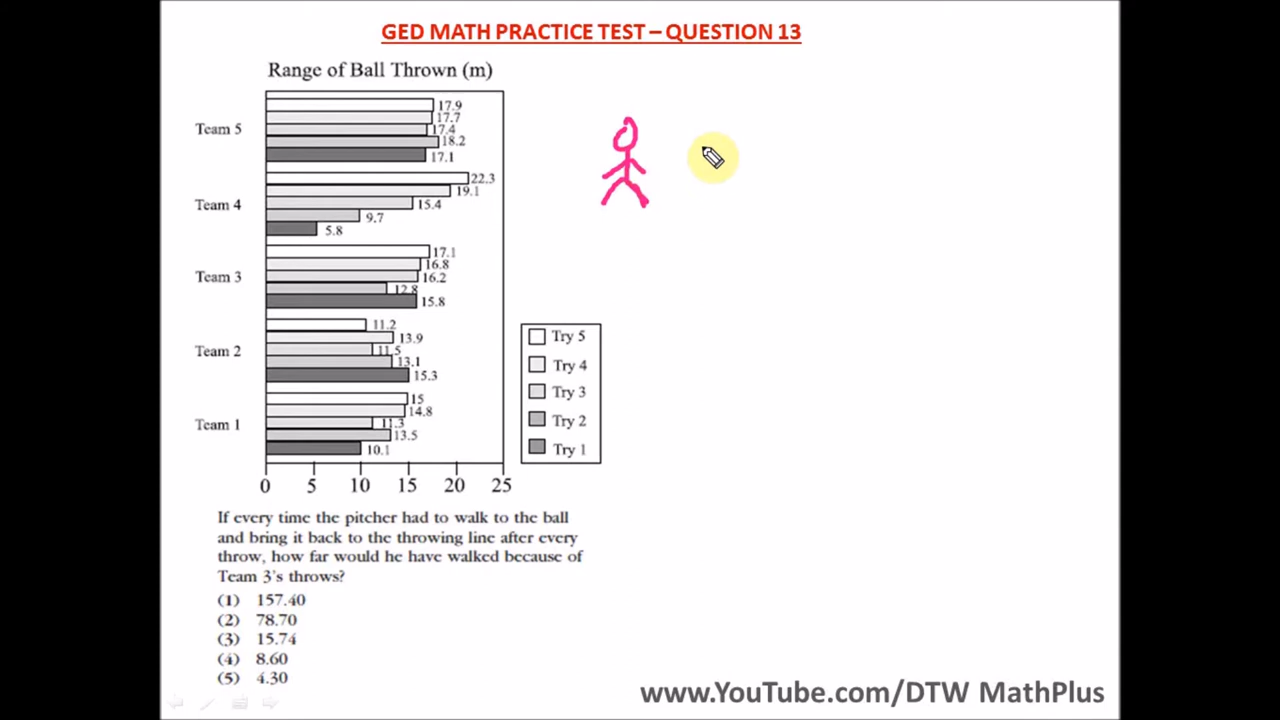 GED MATH PRACTICE TEST – QUESTION 13
Range of Ball Thrown (m)
Team 5
17.9
17.7
17.4
18.2
17.1
Team 4
22.3
19.1
15.4
9.7
5.8
Team 3
17.1
16.8
16.2
12.8
15.8
Team 2
11.2
13.9
11.5
13.1
15.3
Team 1
15
14.8
11.3
13.5
10.1
0 5 10 15 20 25
Try 5
Try 4
Try 3
Try 2
Try 1
If every time the pitcher had to walk to the ball
and bring it back to the throwing line after every
throw, how far would he have walked because of
Team 3's throws?
(1) 157.40
(2) 78.70
(3) 15.74
(4) 8.60
(5) 4.30
www.YouTube.com/DTW MathPlus